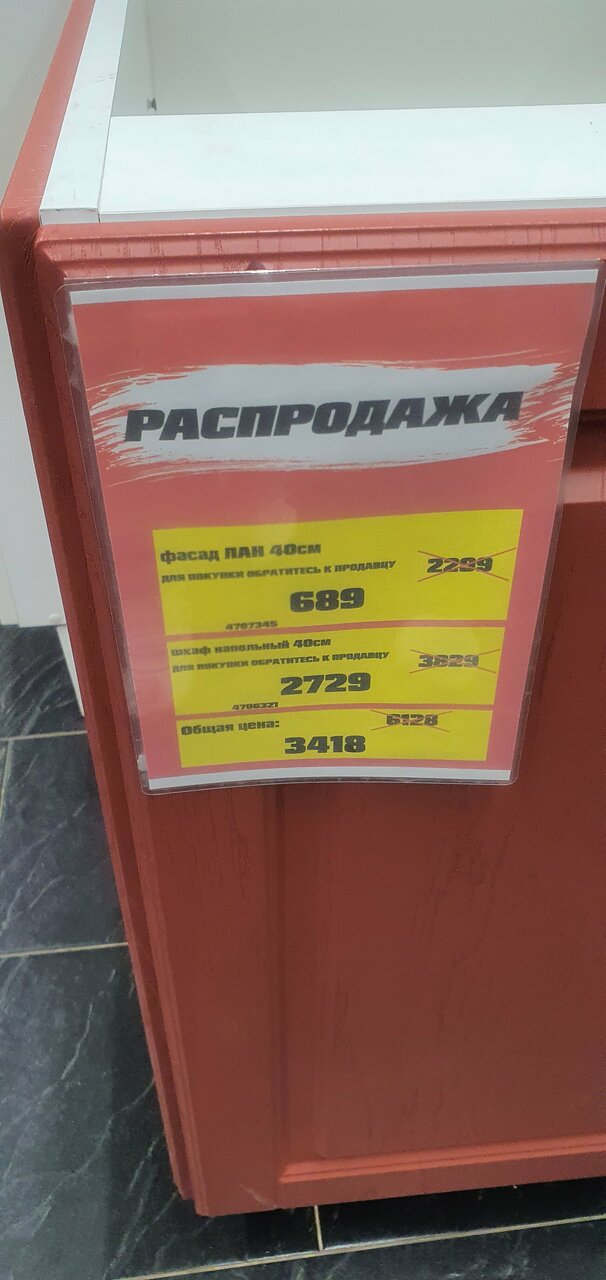 РАСПРОДАЖА
фасад ЛАН 40см
ДЛЯ ПОКУПКИ ОБРАТИТЕСЬ К ПРОДАВЦУ
2299
689
4707345
шкаф напольный 40см
ДЛЯ ПОКУПКИ ОБРАТИТЕСЬ К ПРОДАВЦУ
3829
2729
4706321
Общая цена:
6128
3418